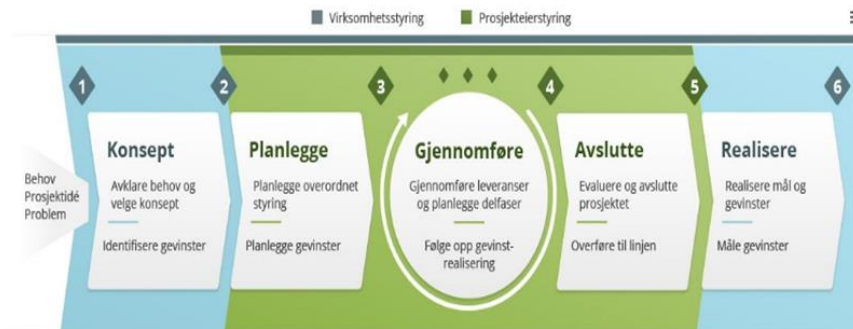 Virksomhetsstyring
Prosjekteierstyring
1
2
3
4
5
6
Behov
Prosjektidé
Problem
Konsept
Avklare behov og
velge konsept
Identifisere gevinster
Planlegge
Planlegge overordnet
styring
Planlegge gevinster
Gjennomføre
Gjennomføre leveranser
og planlegge delfaser
Følge opp gevinst-
realisering
Avslutte
Evaluere og avslutte
prosjektet
Overføre til linjen
Realisere
Realisere mål og
gevinster
Måle gevinster